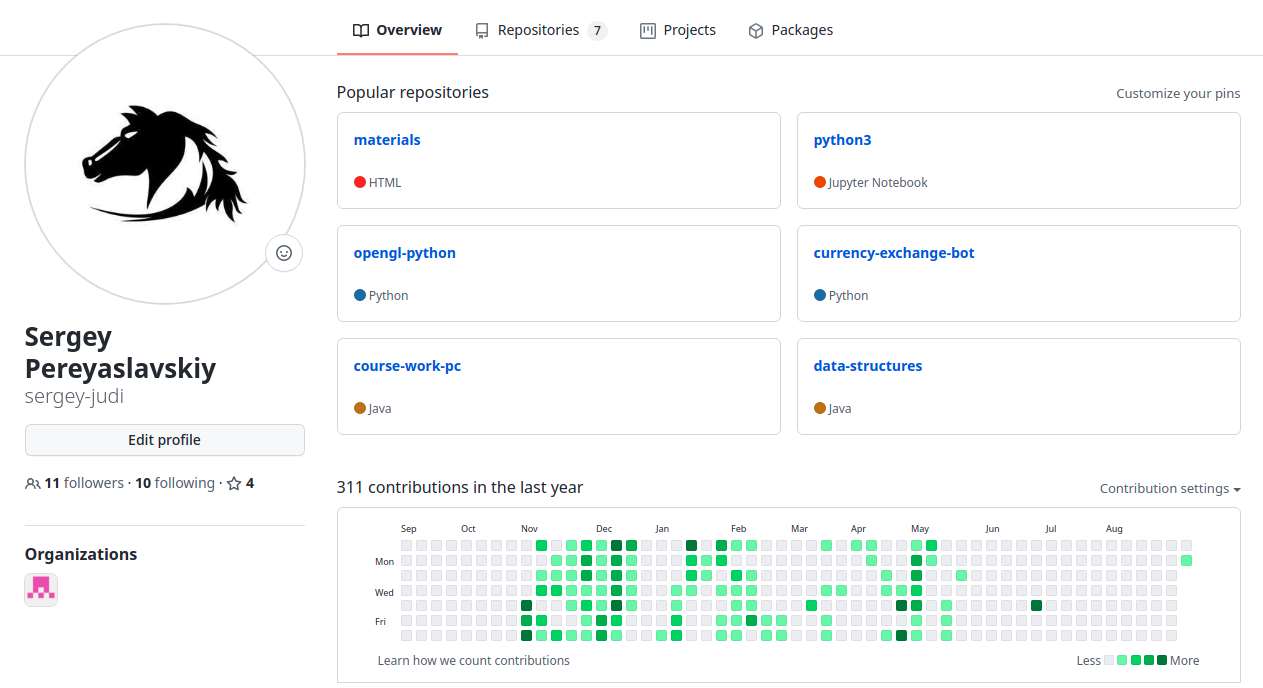 Overview Repositories 7 Projects Packages
Popular repositories Customize your pins
materials
HTML
python3
Jupyter Notebook
opengl-python
Python
currency-exchange-bot
Python
course-work-pc
Java
data-structures
Java
Sergey
Pereyaslavskiy
sergey-judi
Edit profile
11 followers · 10 following · 4
Organizations
311 contributions in the last year Contribution settings
Sep Oct Nov Dec Jan Feb Mar Apr May Jun Jul Aug
Mon
Wed
Fri
Learn how we count contributions Less More